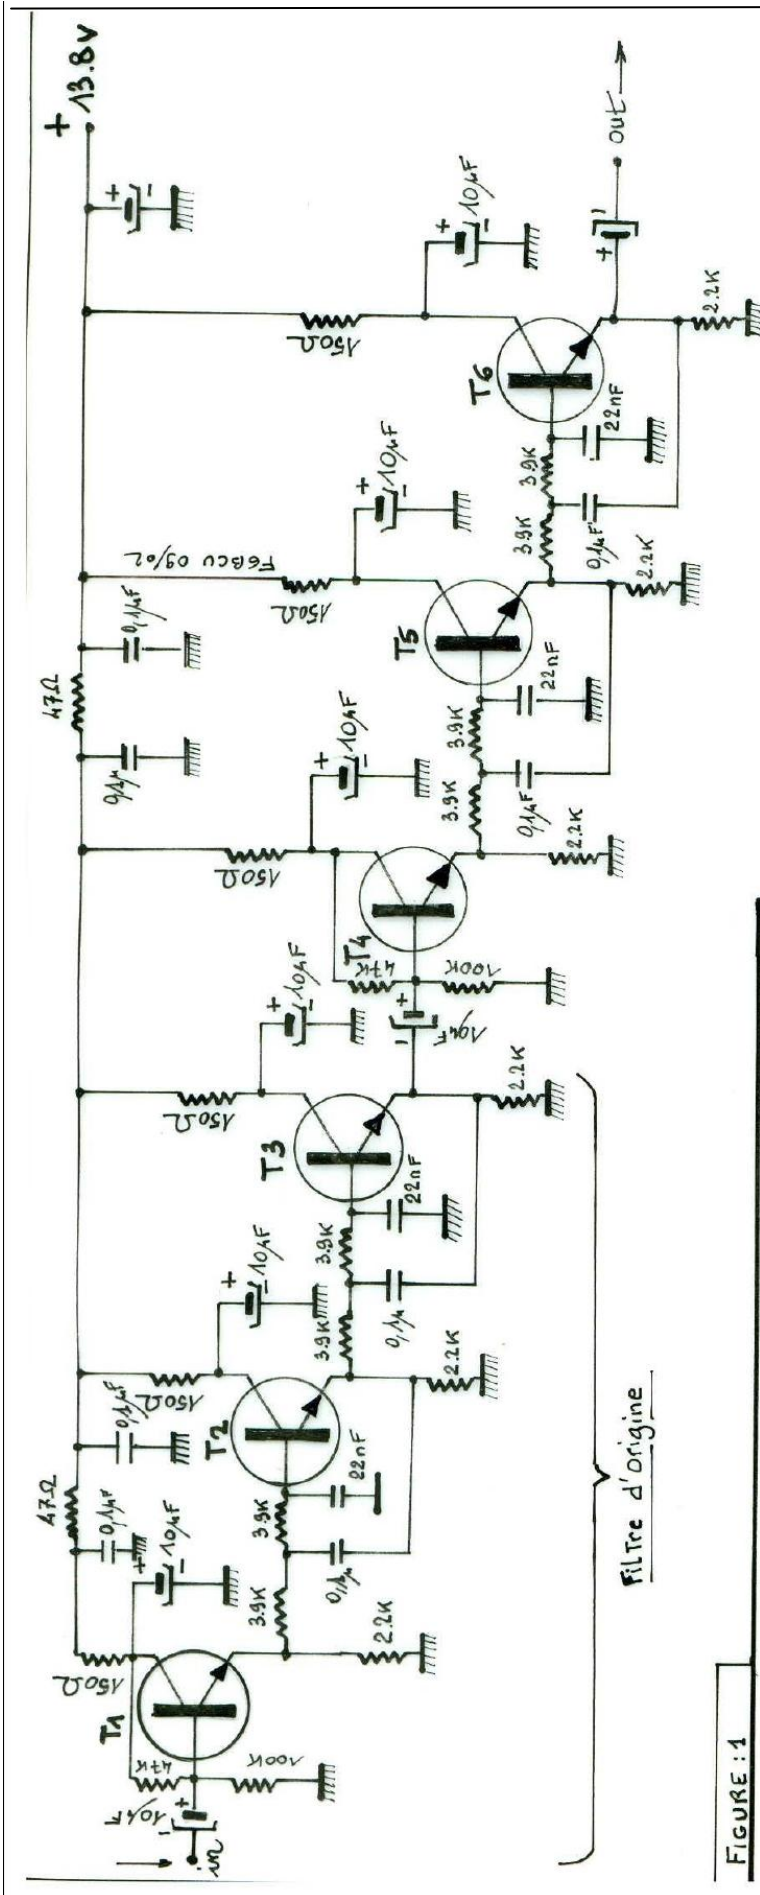 + 13.8V
47Ω
0,1µF
0,1µF
47Ω
0,1µ
0,1µF
F6BCU 09/02
+
-
in
-
10µF
+
47K
100K
T1
150Ω
+
10µF
2.2K
3.9K
3.9K
0,1µ
22nF
T2
150Ω
+
10µF
-
2.2K
3.9K
3.9K
0,1µ
22nF
T3
150Ω
+
10µF
-
2.2K
10µF
+
47K
100K
T4
150Ω
+
10µF
-
2.2K
3.9K
3.9K
0,1µF
22nF
T5
150Ω
+
10µF
-
2.2K
3.9K
3.9K
0,1µF
22nF
T6
150Ω
+
10µF
-
2.2K
+
-
out
Filtre d'origine
FIGURE : 1